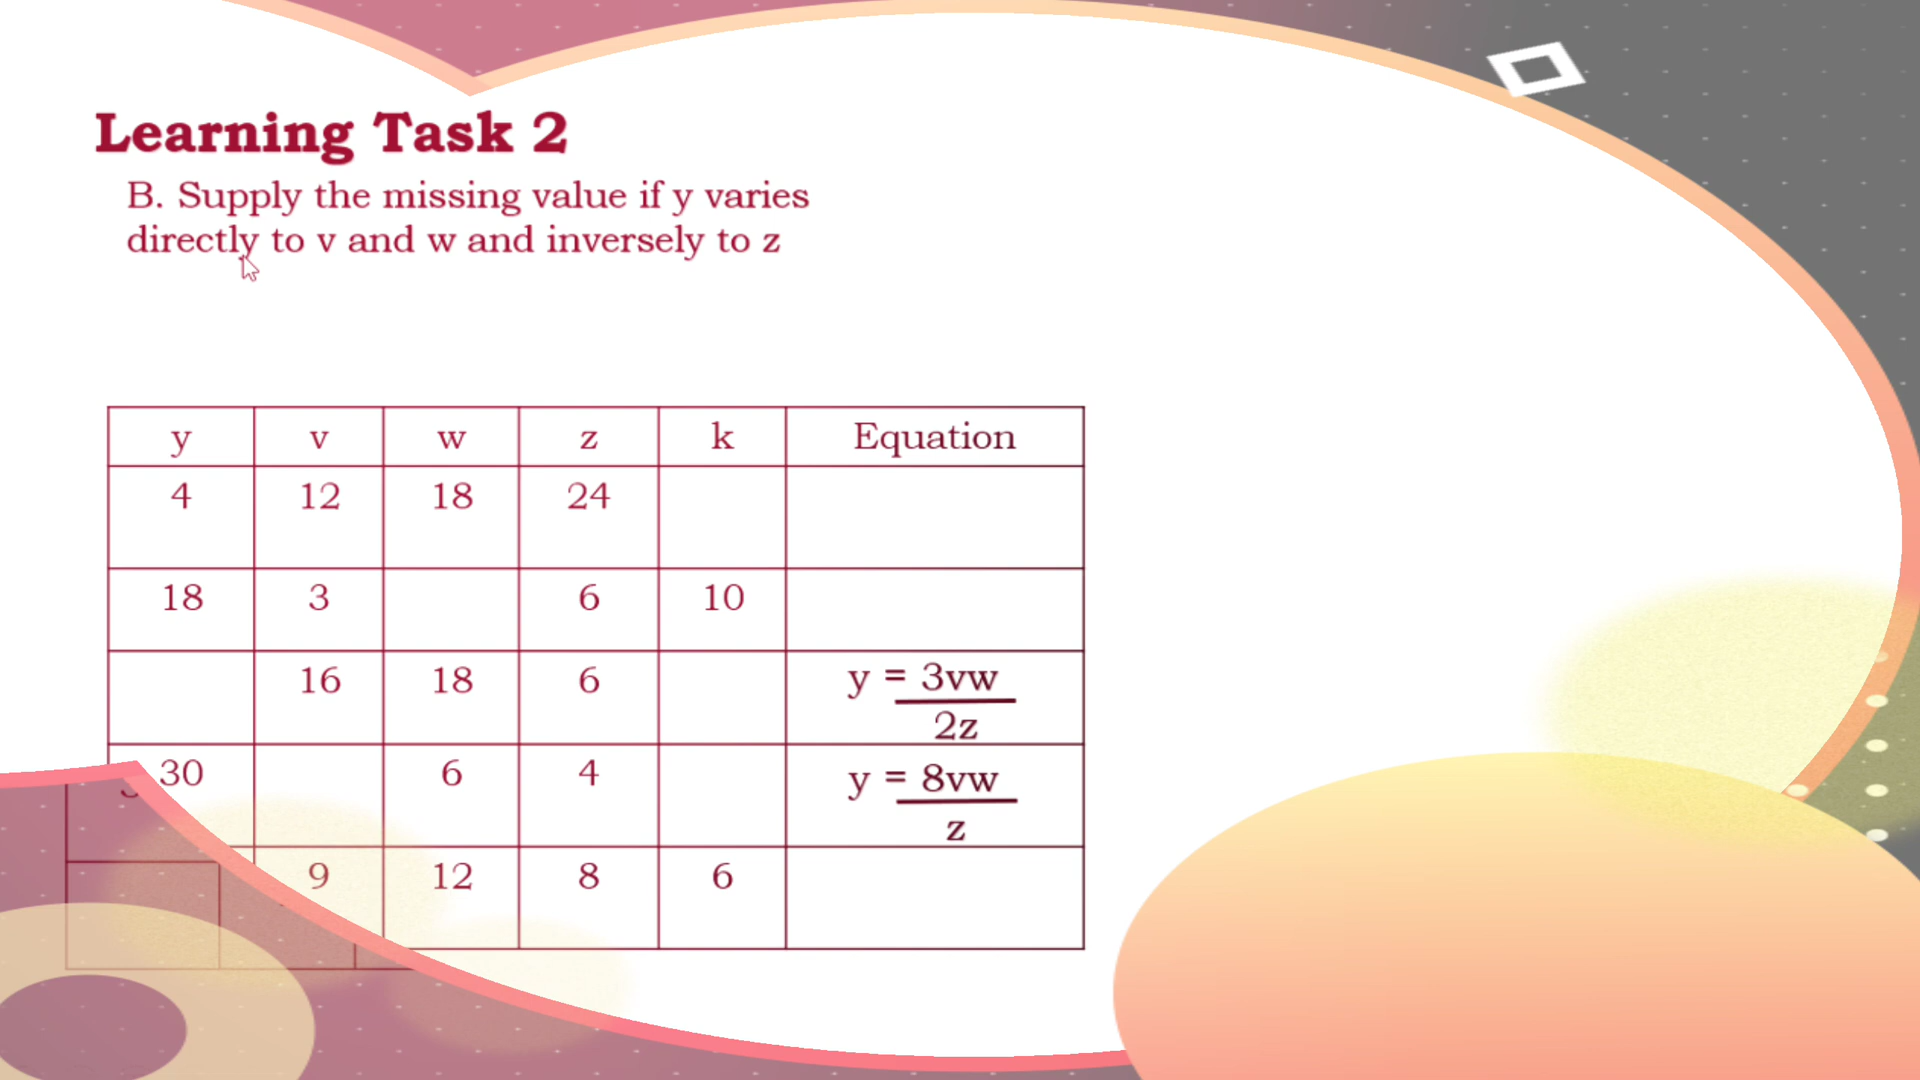 Learning Task 2
B. Supply the missing value if y varies
directly to v and w and inversely to z
y v w z k Equation
4 12 18 24
18 3 6 10
16 18 6 y = 3vw
2z
30 6 4 y = 8vw
z
9 12 8 6